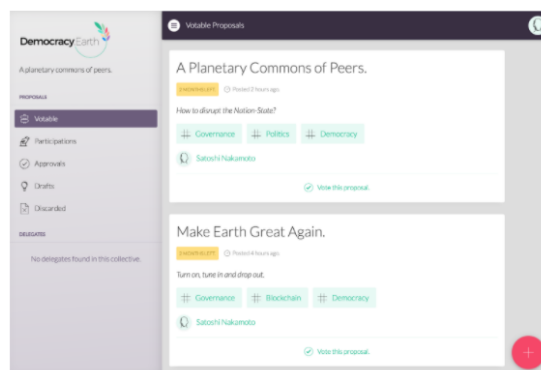 Democracy Earth
A planetary commons of peers.
PROPOSALS
Votable
Participations
Approvals
Drafts
Discarded
DELEGATES
No delegates found in this collective.
Votable Proposals
A Planetary Commons of Peers.
Posted 2 hours ago.
How to disrupt the Nation-State?
# Governance # Politics # Democracy
Satoshi Nakamoto
Vote this proposal.
Make Earth Great Again.
Posted 4 hours ago.
Turn on, tune in and drop out.
# Governance # Blockchain # Democracy
Satoshi Nakamoto
Vote this proposal.